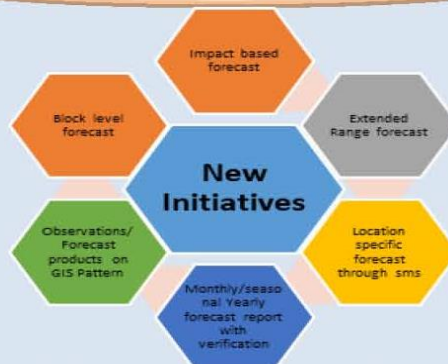 Impact based
forecast
Block level
forecast
Extended
Range forecast
New
Initiatives
Observations/
Forecast
products on
GIS Pattern
Location
specific
forecast
through sms
Monthly/seaso
nal Yearly
forecast report
with
verification